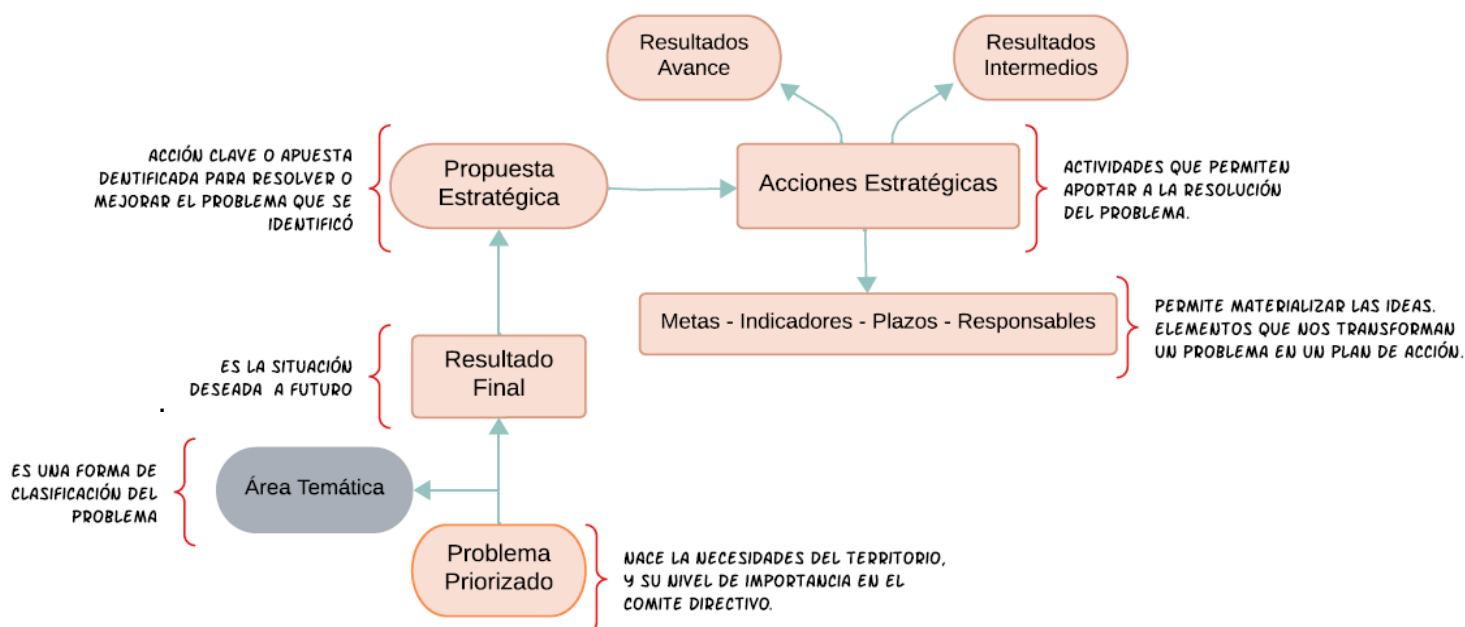 Resultados
Avance
Resultados
Intermedios
ACCIÓN CLAVE O APUESTA
DENTIFICADA PARA RESOLVER O
MEJORAR EL PROBLEMA QUE SE
IDENTIFICÓ
Propuesta
Estratégica
Acciones Estratégicas
ACTIVIDADES QUE PERMITEN
APORTAR A LA RESOLUCIÓN
DEL PROBLEMA.
Metas - Indicadores - Plazos - Responsables
PERMITE MATERIALIZAR LAS IDEAS.
ELEMENTOS QUE NOS TRANSFORMAN
UN PROBLEMA EN UN PLAN DE ACCIÓN.
ES LA SITUACIÓN
DESEADA A FUTURO
Resultado
Final
.
ES UNA FORMA DE
CLASIFICACIÓN DEL
PROBLEMA
Área Temática
Problema
Priorizado
NACE LA NECESIDADES DEL TERRITORIO,
Y SU NIVEL DE IMPORTANCIA EN EL
COMITE DIRECTIVO.